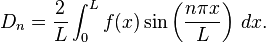 D_n = \frac{2}{L} \int_0^L f(x) \sin\left(\frac{n\pi x}{L}\right) \, dx.